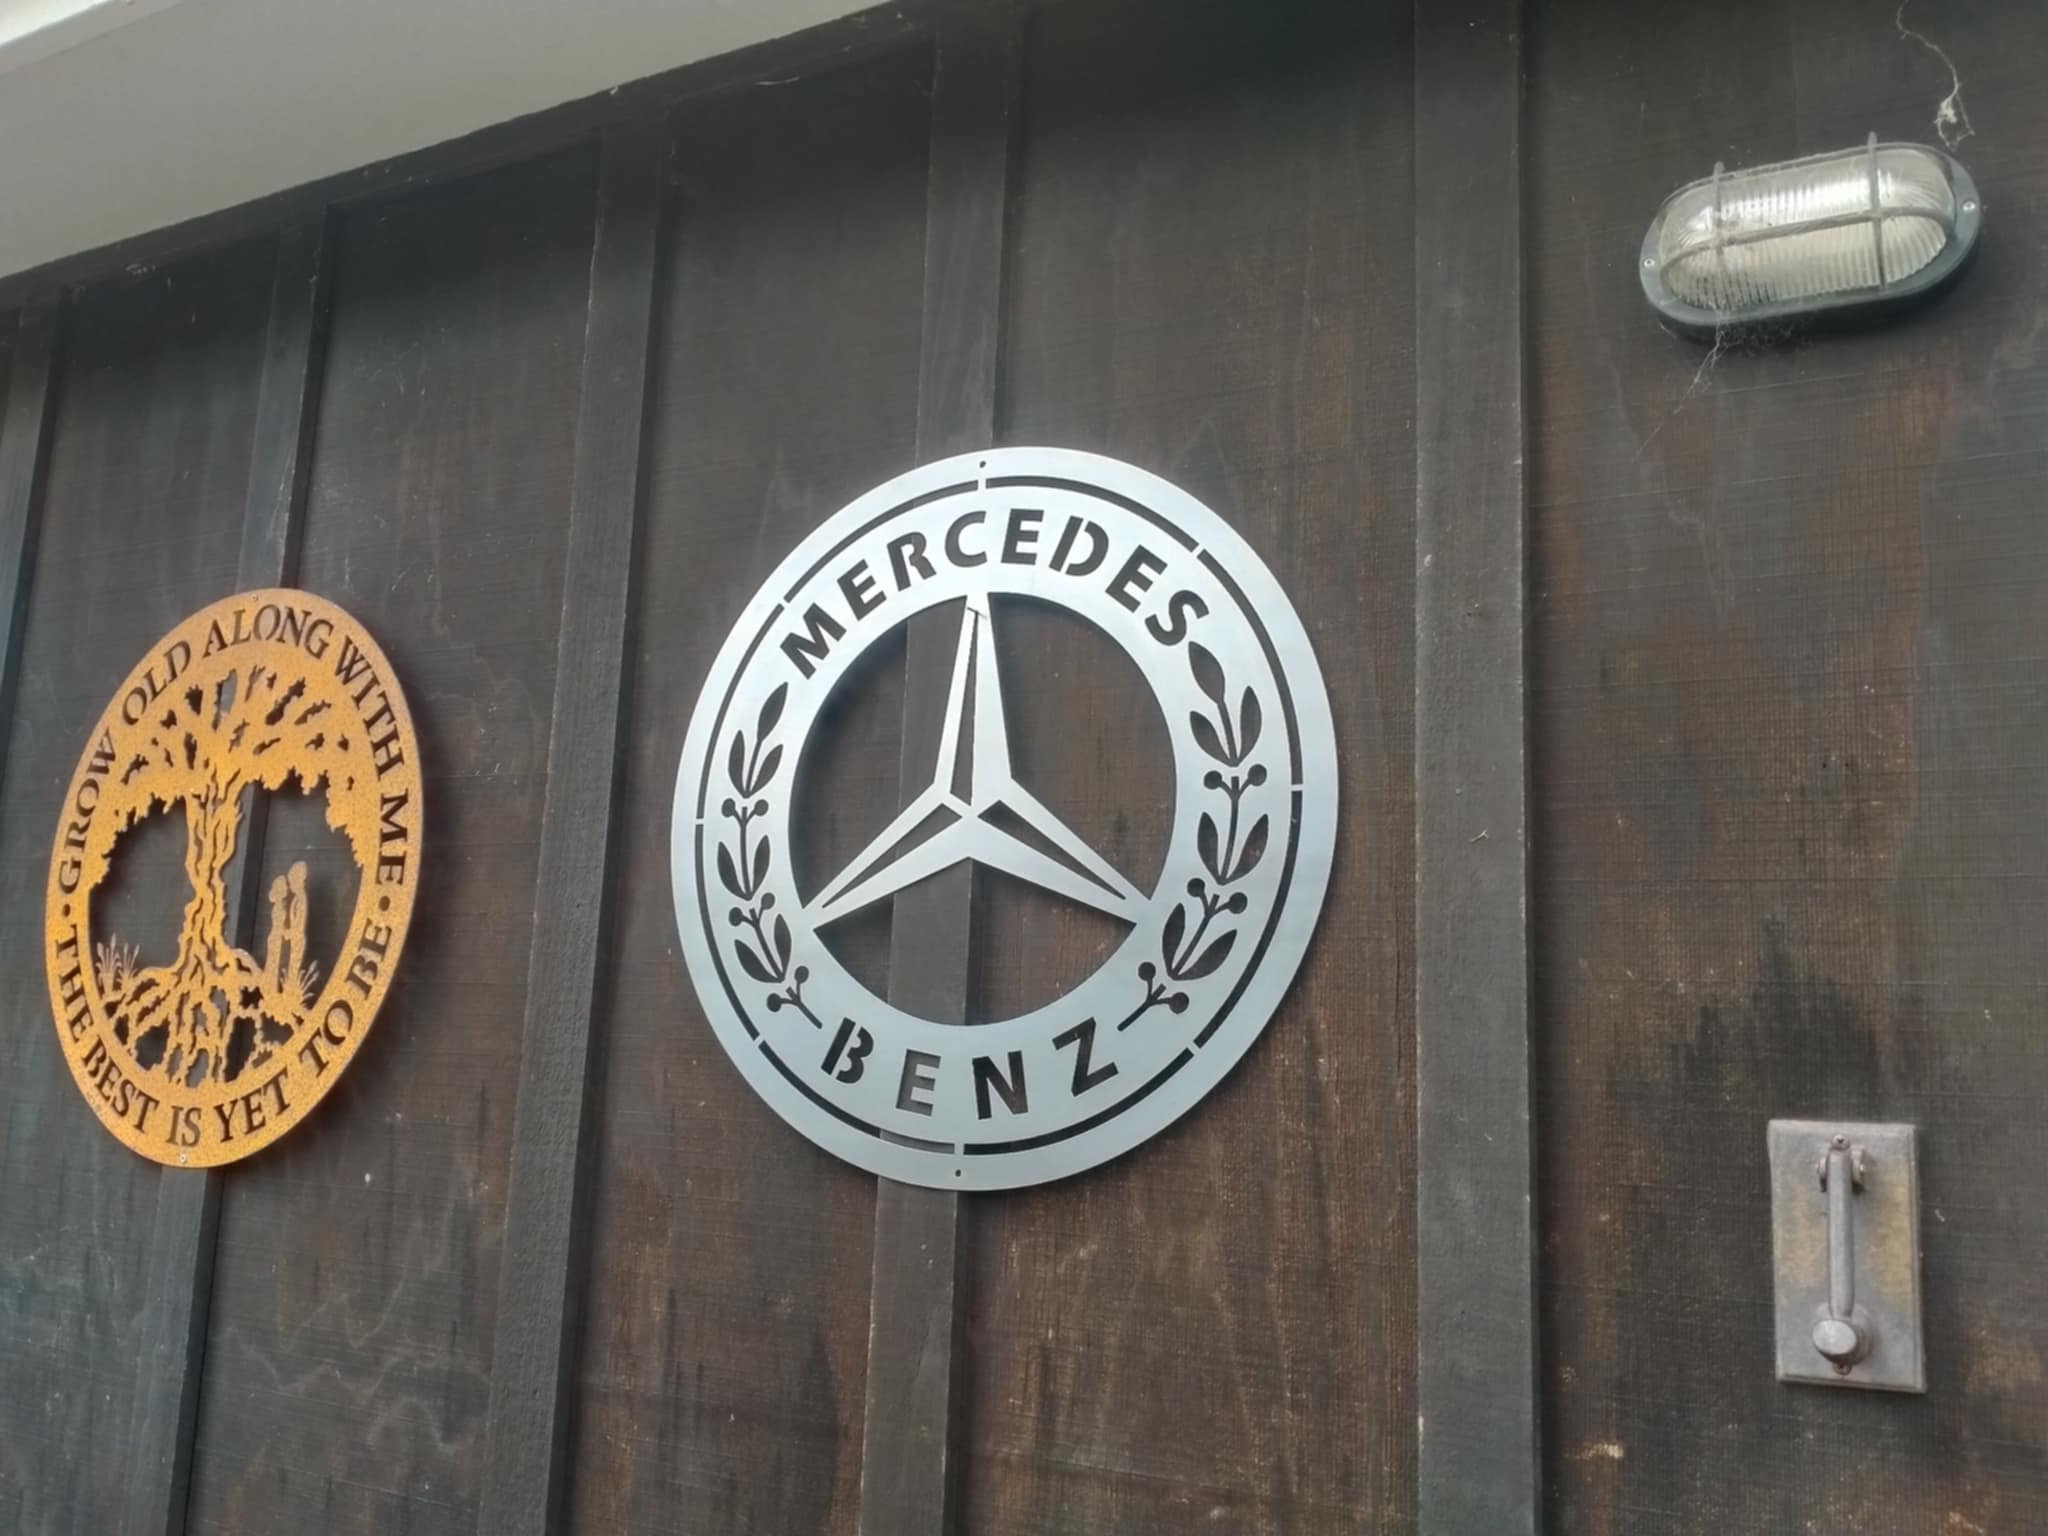 • GROW OLD ALONG WITH ME •
THE BEST IS YET TO BE
MERCEDES
BENZ